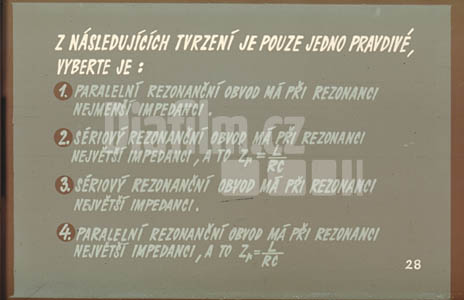 Z NÁSLEDUJÍCÍCH TVRZENÍ JE POUZE JEDNO PRAVDIVÉ,
VYBERTE JE :
1. PARALELNÍ REZONANČNÍ OBVOD MÁ PŘI REZONANCI
NEJMENŠÍ IMPEDANCI
2. SÉRIOVÝ REZONANČNÍ OBVOD MÁ PŘI REZONANCI
NEJVĚTŠÍ IMPEDANCI, A TO Zr = L/RC
3. SÉRIOVÝ REZONANČNÍ OBVOD MÁ PŘI REZONANCI
NEJVĚTŠÍ IMPEDANCI.
4. PARALELNÍ REZONANČNÍ OBVOD MÁ PŘI REZONANCI
NEJVĚTŠÍ IMPEDANCI, A TO Zr = L/RC
28